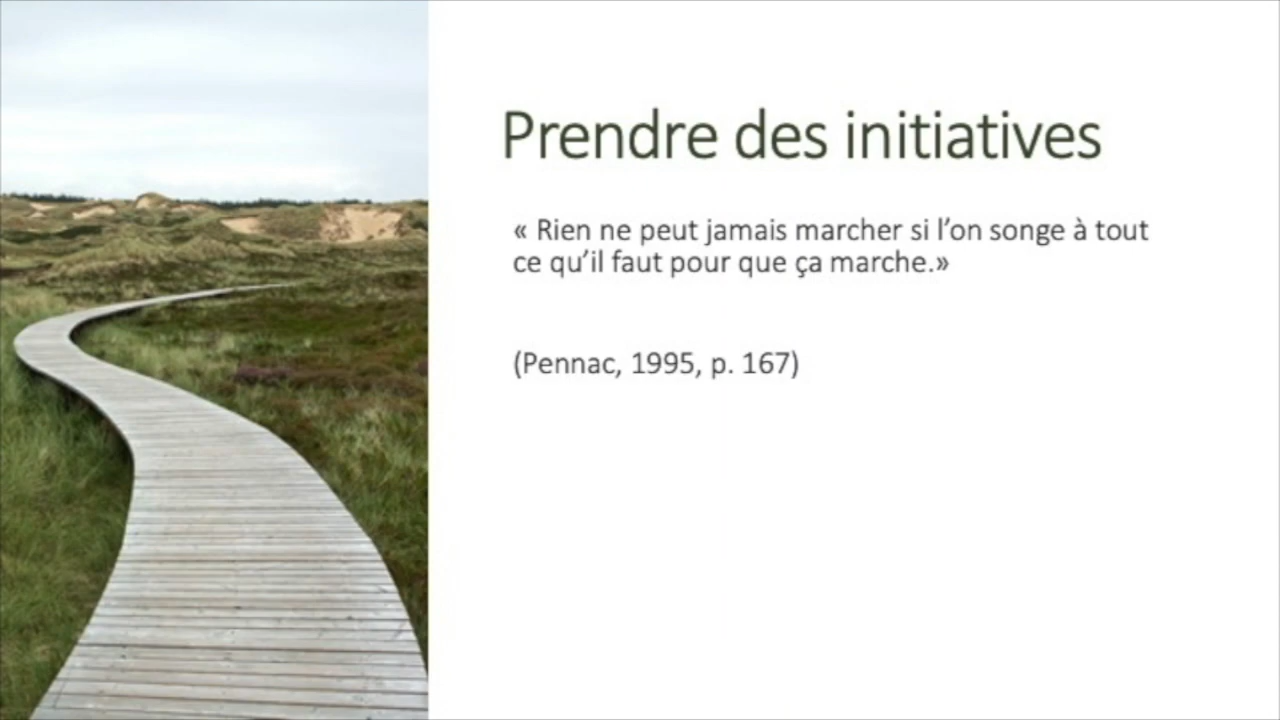 Prendre des initiatives
« Rien ne peut jamais marcher si l’on songe à tout
ce qu’il faut pour que ça marche.»
(Pennac, 1995, p. 167)